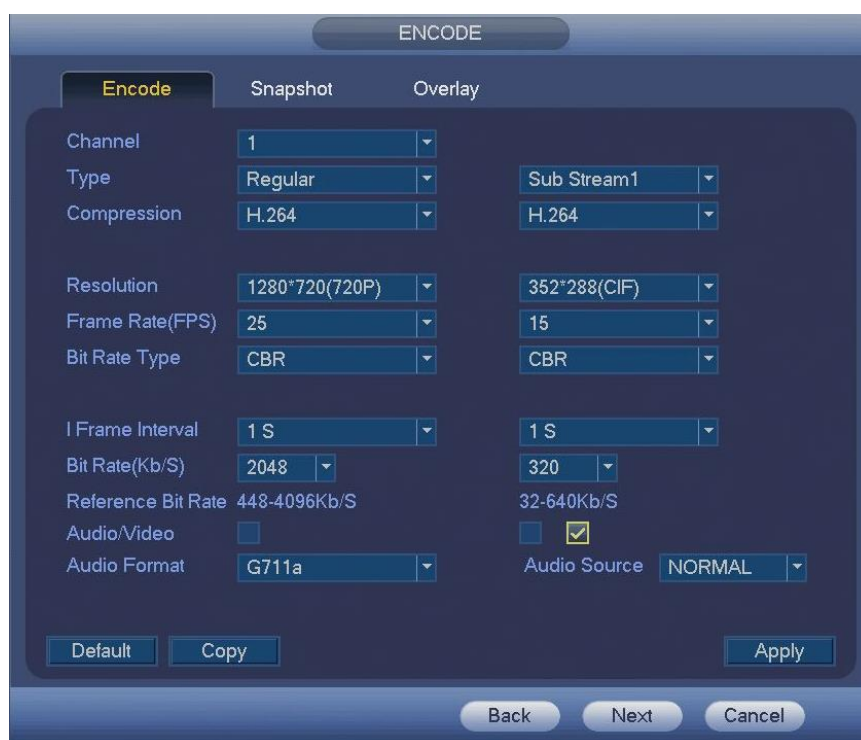 ENCODE
Encode Snapshot Overlay
Channel 1
Type Regular Sub Stream1
Compression H.264 H.264
Resolution 1280*720(720P) 352*288(CIF)
Frame Rate(FPS) 25 15
Bit Rate Type CBR CBR
I Frame Interval 1 S 1 S
Bit Rate(Kb/S) 2048 320
Reference Bit Rate 448-4096Kb/S 32-640Kb/S
Audio/Video
Audio Format G711a Audio Source NORMAL
Default Copy Apply
Back Next Cancel